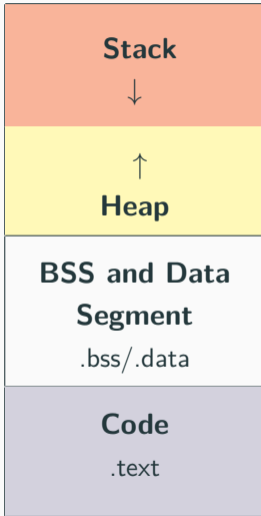 Stack
↓
↑
Heap
BSS and Data
Segment
.bss/.data
Code
.text